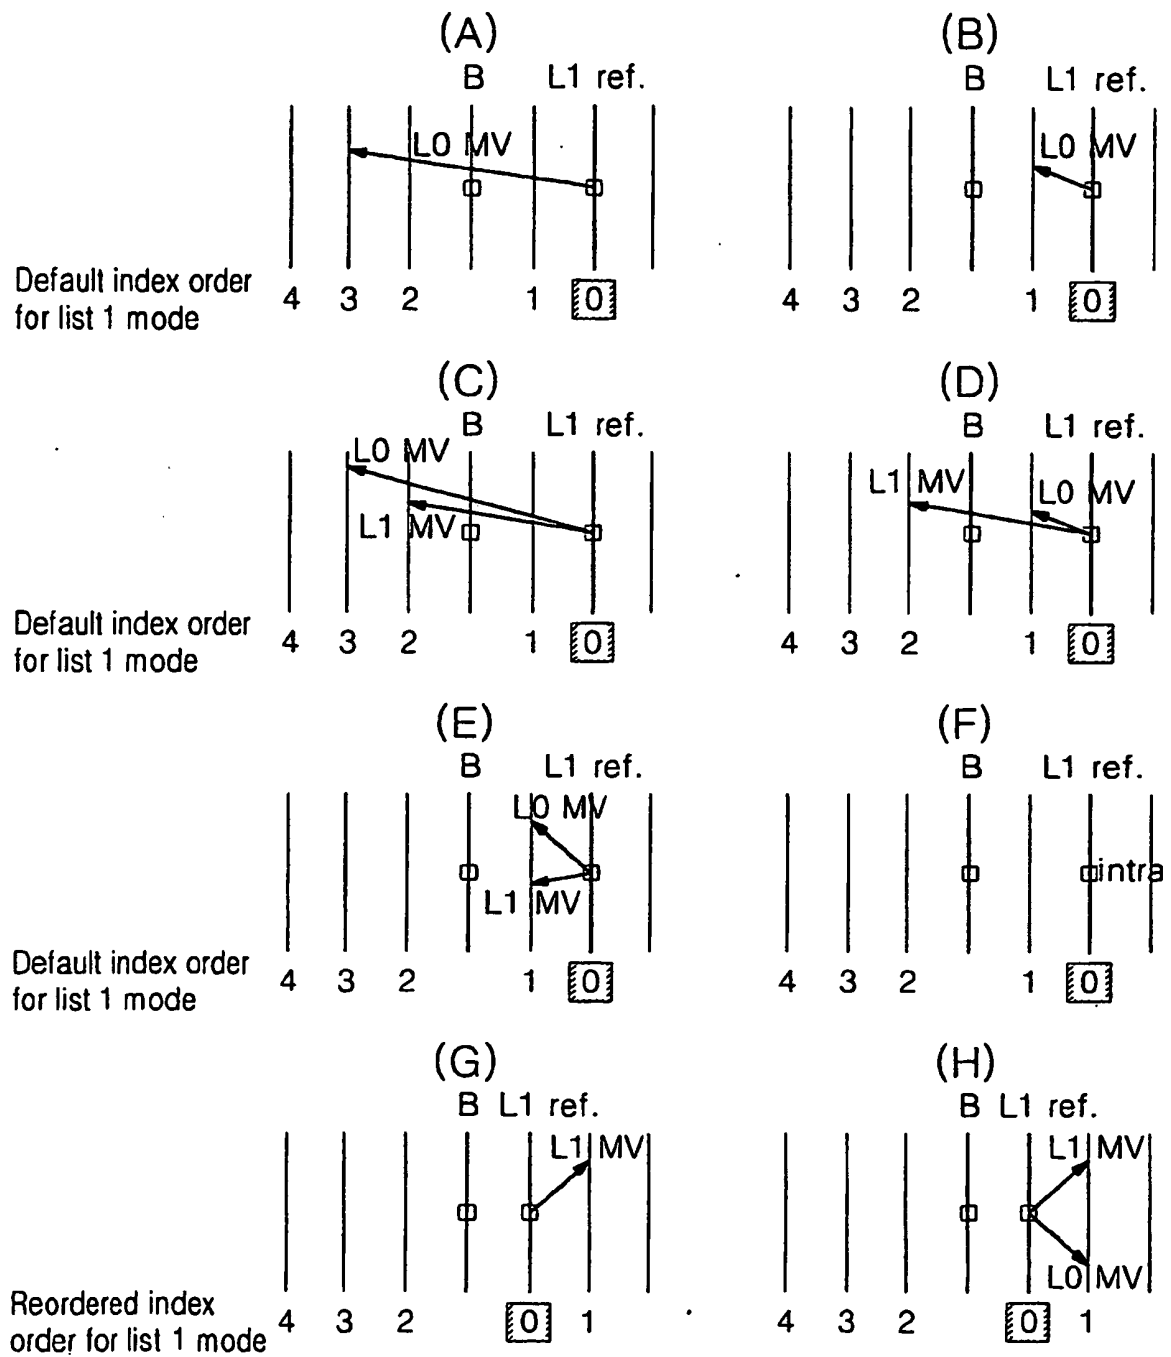 (A) (B)
B L1 ref. B L1 ref.
L0 MV L0 MV
Default index order
for list 1 mode
4 3 2 1 0 4 3 2 1 0
(C) (D)
B L1 ref. B L1 ref.
L0 MV
L1 MV L0 MV
L1 MV
Default index order
for list 1 mode
4 3 2 1 0 4 3 2 1 0
(E) (F)
B L1 ref. B L1 ref.
L0 MV
intra
L1 MV
Default index order
for list 1 mode
4 3 2 1 0 4 3 2 1 0
(G) (H)
B L1 ref. B L1 ref.
L1 MV L1 MV
L0 MV
Reordered index
order for list 1 mode
4 3 2 0 1 4 3 2 0 1